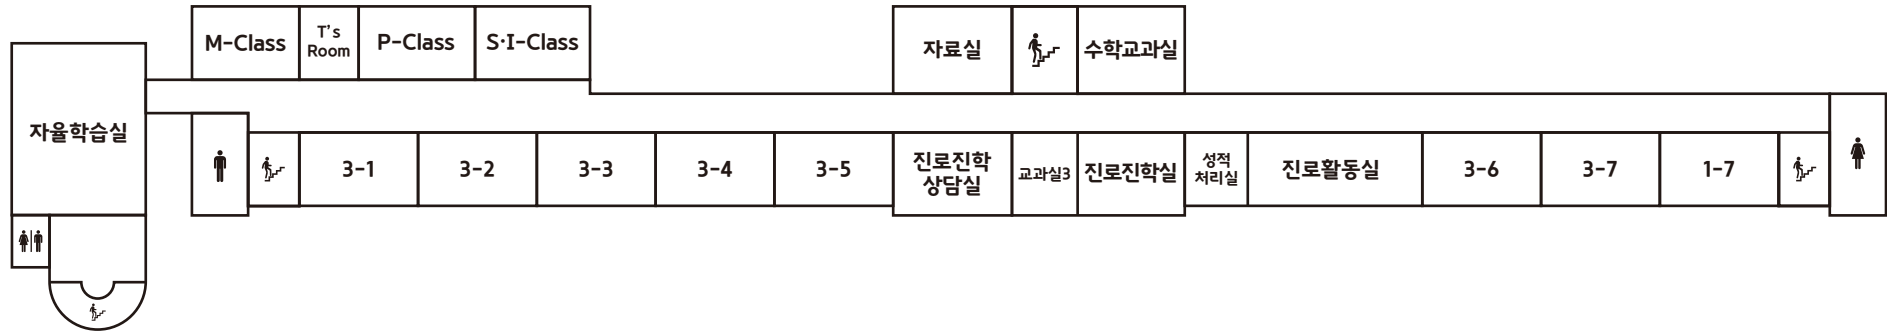 M-Class
T's
Room
P-Class
S·I-Class
자료실
수학교과실
자율학습실
3-1
3-2
3-3
3-4
3-5
진로진학
상담실
교과실3
진로진학실
성적
처리실
진로활동실
3-6
3-7
1-7